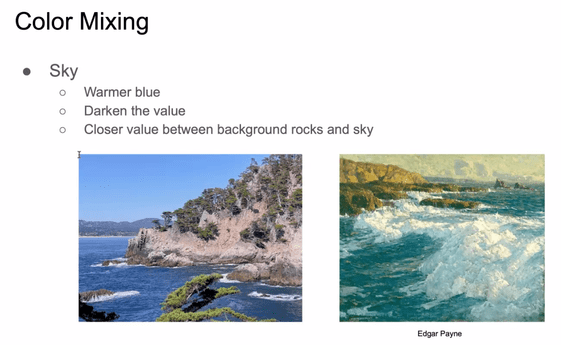 Color Mixing
● Sky
○ Warmer blue
○ Darken the value
○ Closer value between background rocks and sky
Edgar Payne